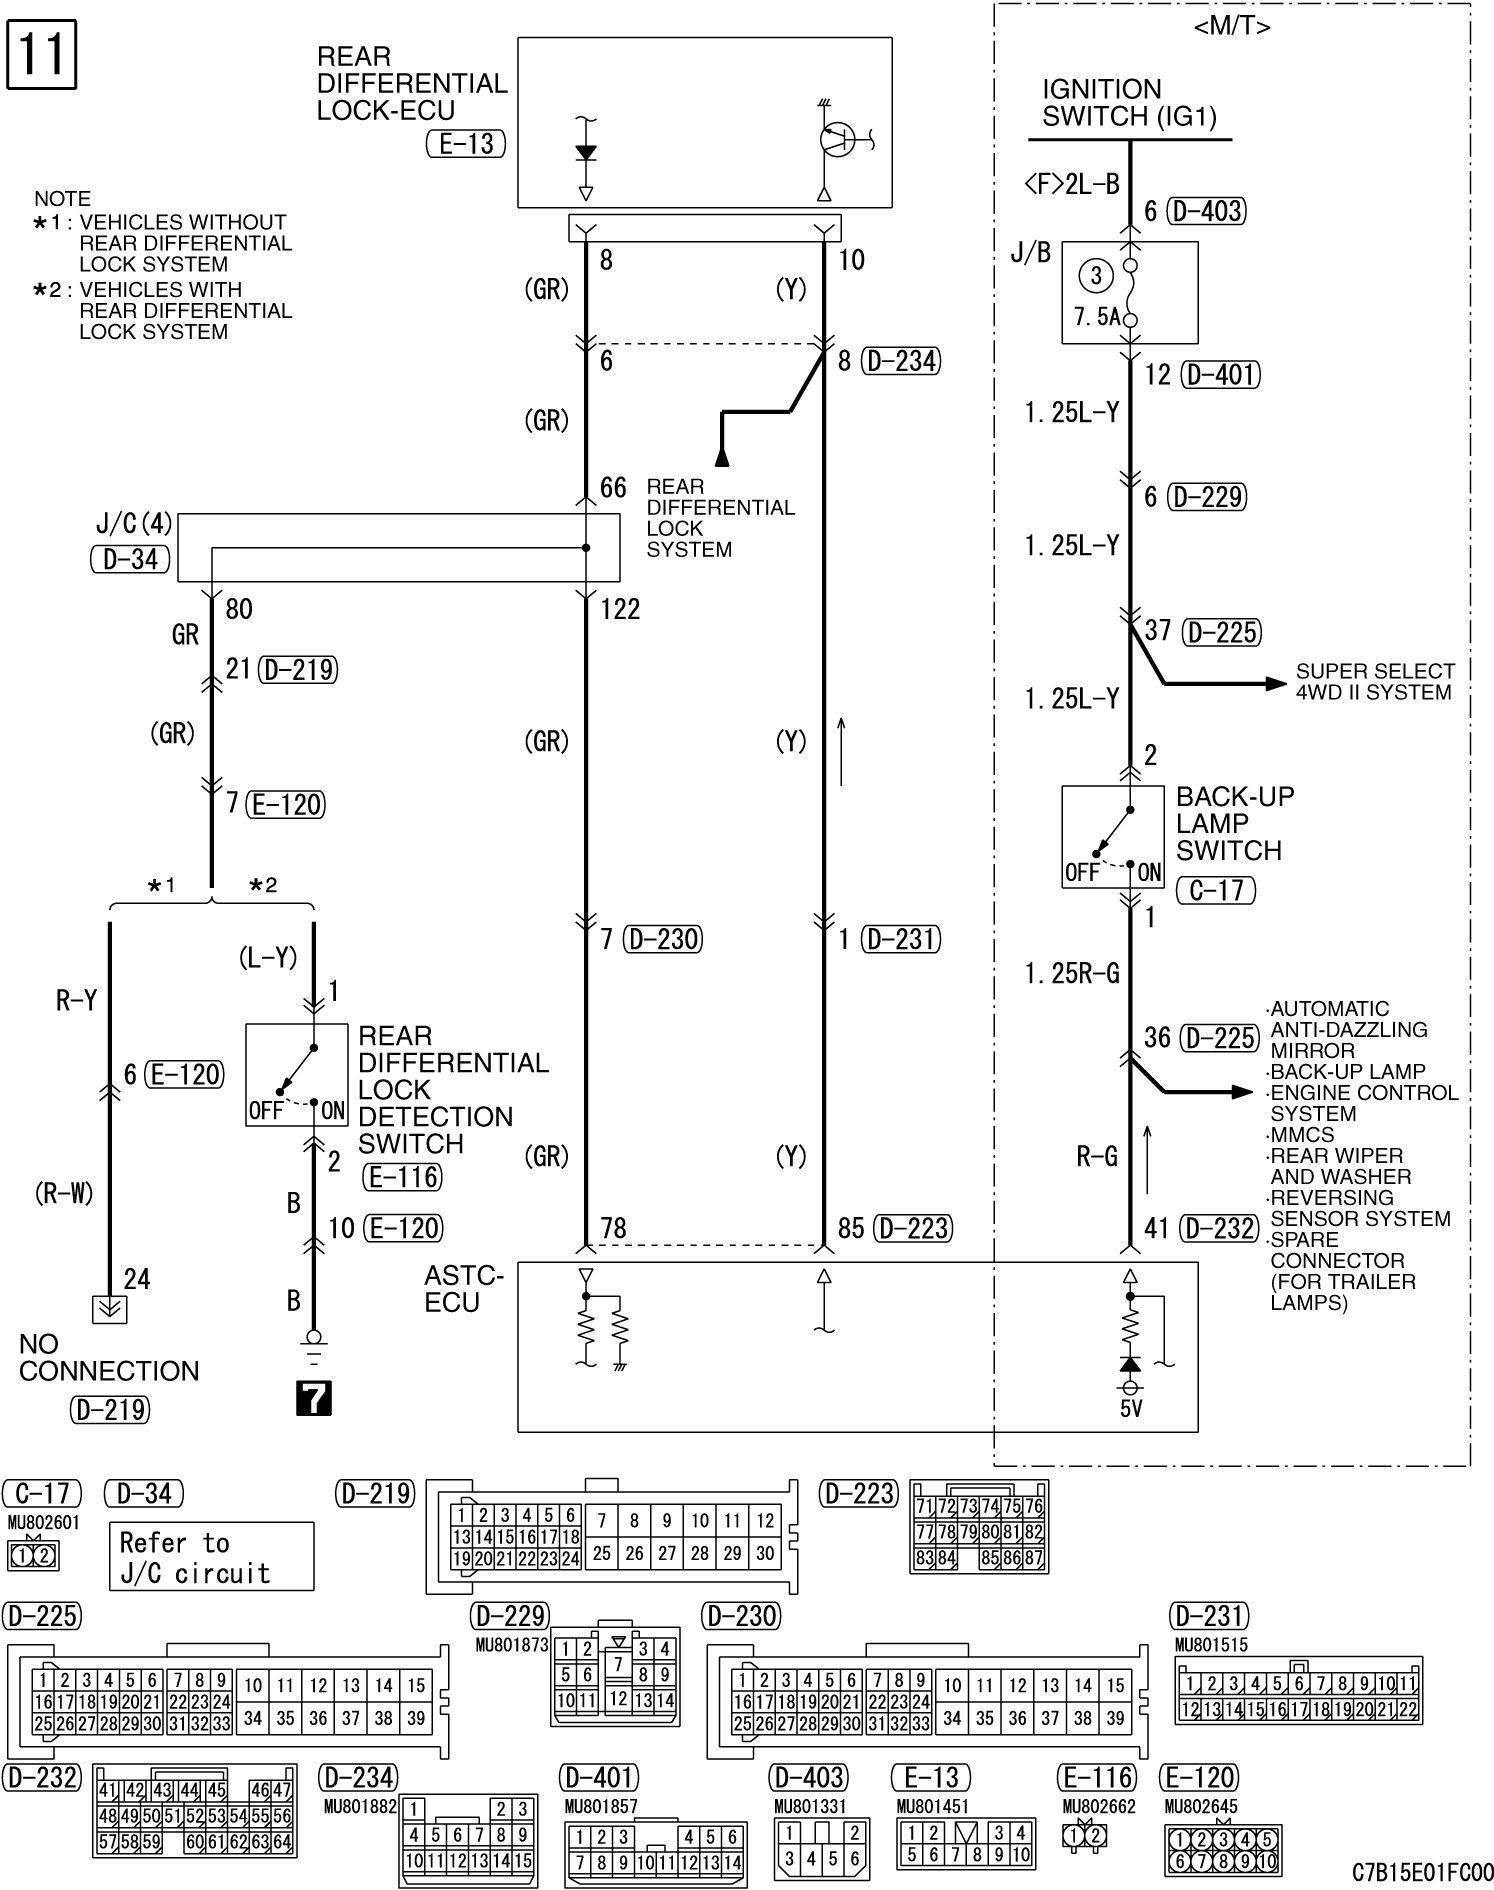 11
REAR
DIFFERENTIAL
LOCK-ECU
E-13
<M/T>
IGNITION
SWITCH (IG1)
<F>2L-B
6 D-403
J/B
3
7.5A
12 D-401
1.25L-Y
6 D-229
1.25L-Y
37 D-225
SUPER SELECT
4WD II SYSTEM
1.25L-Y
2
BACK-UP
LAMP
SWITCH
OFF ON
C-17
1
1.25R-G
36 D-225
·AUTOMATIC
ANTI-DAZZLING
MIRROR
·BACK-UP LAMP
·ENGINE CONTROL
SYSTEM
·MMCS
·REAR WIPER
AND WASHER
·REVERSING
SENSOR SYSTEM
·SPARE
CONNECTOR
(FOR TRAILER
LAMPS)
R-G
41 D-232
NOTE
*1 : VEHICLES WITHOUT
REAR DIFFERENTIAL
LOCK SYSTEM
*2 : VEHICLES WITH
REAR DIFFERENTIAL
LOCK SYSTEM
8 10
(GR) (Y)
6 8 D-234
(GR)
66
REAR
DIFFERENTIAL
LOCK
SYSTEM
J/C(4)
D-34
80 122
GR
21 D-219
(GR) (GR) (Y)
7 E-120
*1 *2
(L-Y)
7 D-230 1 D-231
R-Y
1
REAR
DIFFERENTIAL
LOCK
DETECTION
SWITCH
OFF ON
E-116
6 E-120
2
(R-W)
B
10 E-120
B
(GR) (Y)
78 85 D-223
24
NO
CONNECTION
D-219
7
ASTC-
ECU
5V
C-17
MU802601
1 2
D-34
Refer to
J/C circuit
D-219
1 2 3 4 5 6 7 8 9 10 11 12
13 14 15 16 17 18
19 20 21 22 23 24 25 26 27 28 29 30
D-223
71 72 73 74 75 76
77 78 79 80 81 82
83 84 85 86 87
D-225
1 2 3 4 5 6 7 8 9 10 11 12 13 14 15
16 17 18 19 20 21 22 23 24
25 26 27 28 29 30 31 32 33 34 35 36 37 38 39
D-229
MU801873
1 2 3 4
5 6 7 8 9
10 11 12 13 14
D-230
1 2 3 4 5 6 7 8 9 10 11 12 13 14 15
16 17 18 19 20 21 22 23 24
25 26 27 28 29 30 31 32 33 34 35 36 37 38 39
D-231
MU801515
1 2 3 4 5 6 7 8 9 10 11
12 13 14 15 16 17 18 19 20 21 22
D-232
41 42 43 44 45 46 47
48 49 50 51 52 53 54 55 56
57 58 59 60 61 62 63 64
D-234
MU801882
1 2 3
4 5 6 7 8 9
10 11 12 13 14 15
D-401
MU801857
1 2 3 4 5 6
7 8 9 10 11 12 13 14
D-403
MU801331
1 2
3 4 5 6
E-13
MU801451
1 2 3 4
5 6 7 8 9 10
E-116
MU802662
1 2
E-120
MU802645
1 2 3 4 5
6 7 8 9 10
C7B15E01FC00